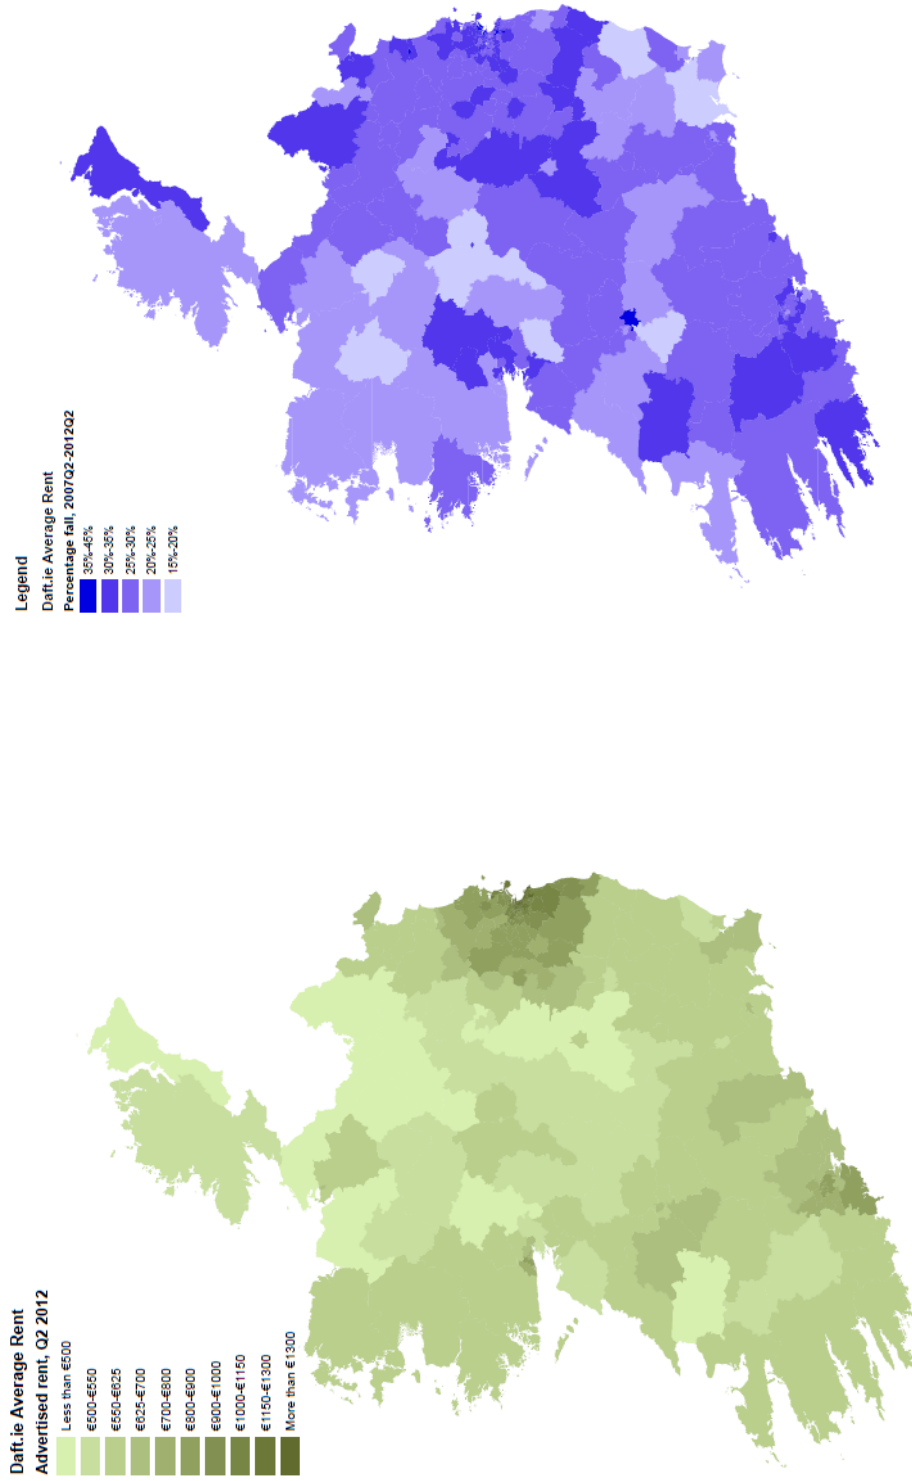 Legend
Daft.ie Average Rent
Percentage fall, 2007Q2-2012Q2
35%-45%
30%-35%
25%-30%
20%-25%
15%-20%
Daft.ie Average Rent
Advertised rent, Q2 2012
Less than €500
€500-€550
€550-€625
€625-€700
€700-€800
€800-€900
€900-€1000
€1000-€1150
€1150-€1300
More than €1300